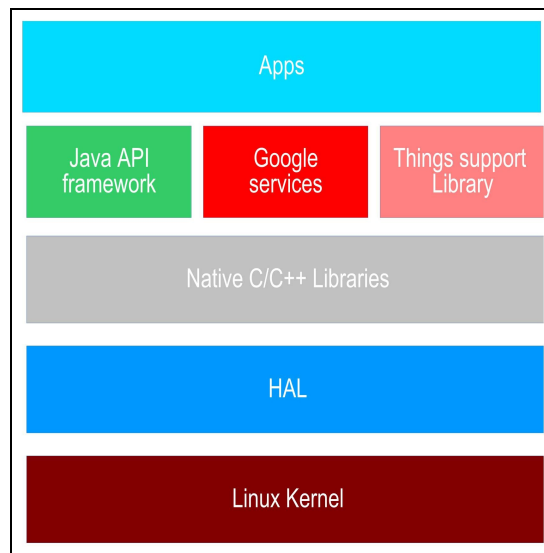 Apps
Java API
framework
Google
services
Things support
Library
Native C/C++ Libraries
HAL
Linux Kernel